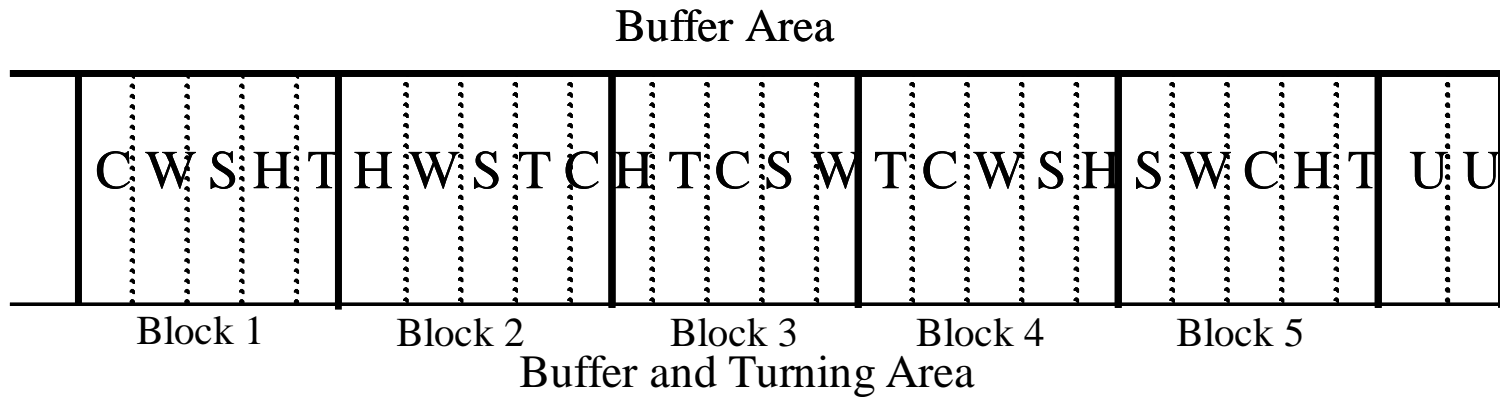 Buffer Area
C W S H T H W S T C H T C S W T C W S H S W C H T U U
Block 1 Block 2 Block 3 Block 4 Block 5
Buffer and Turning Area